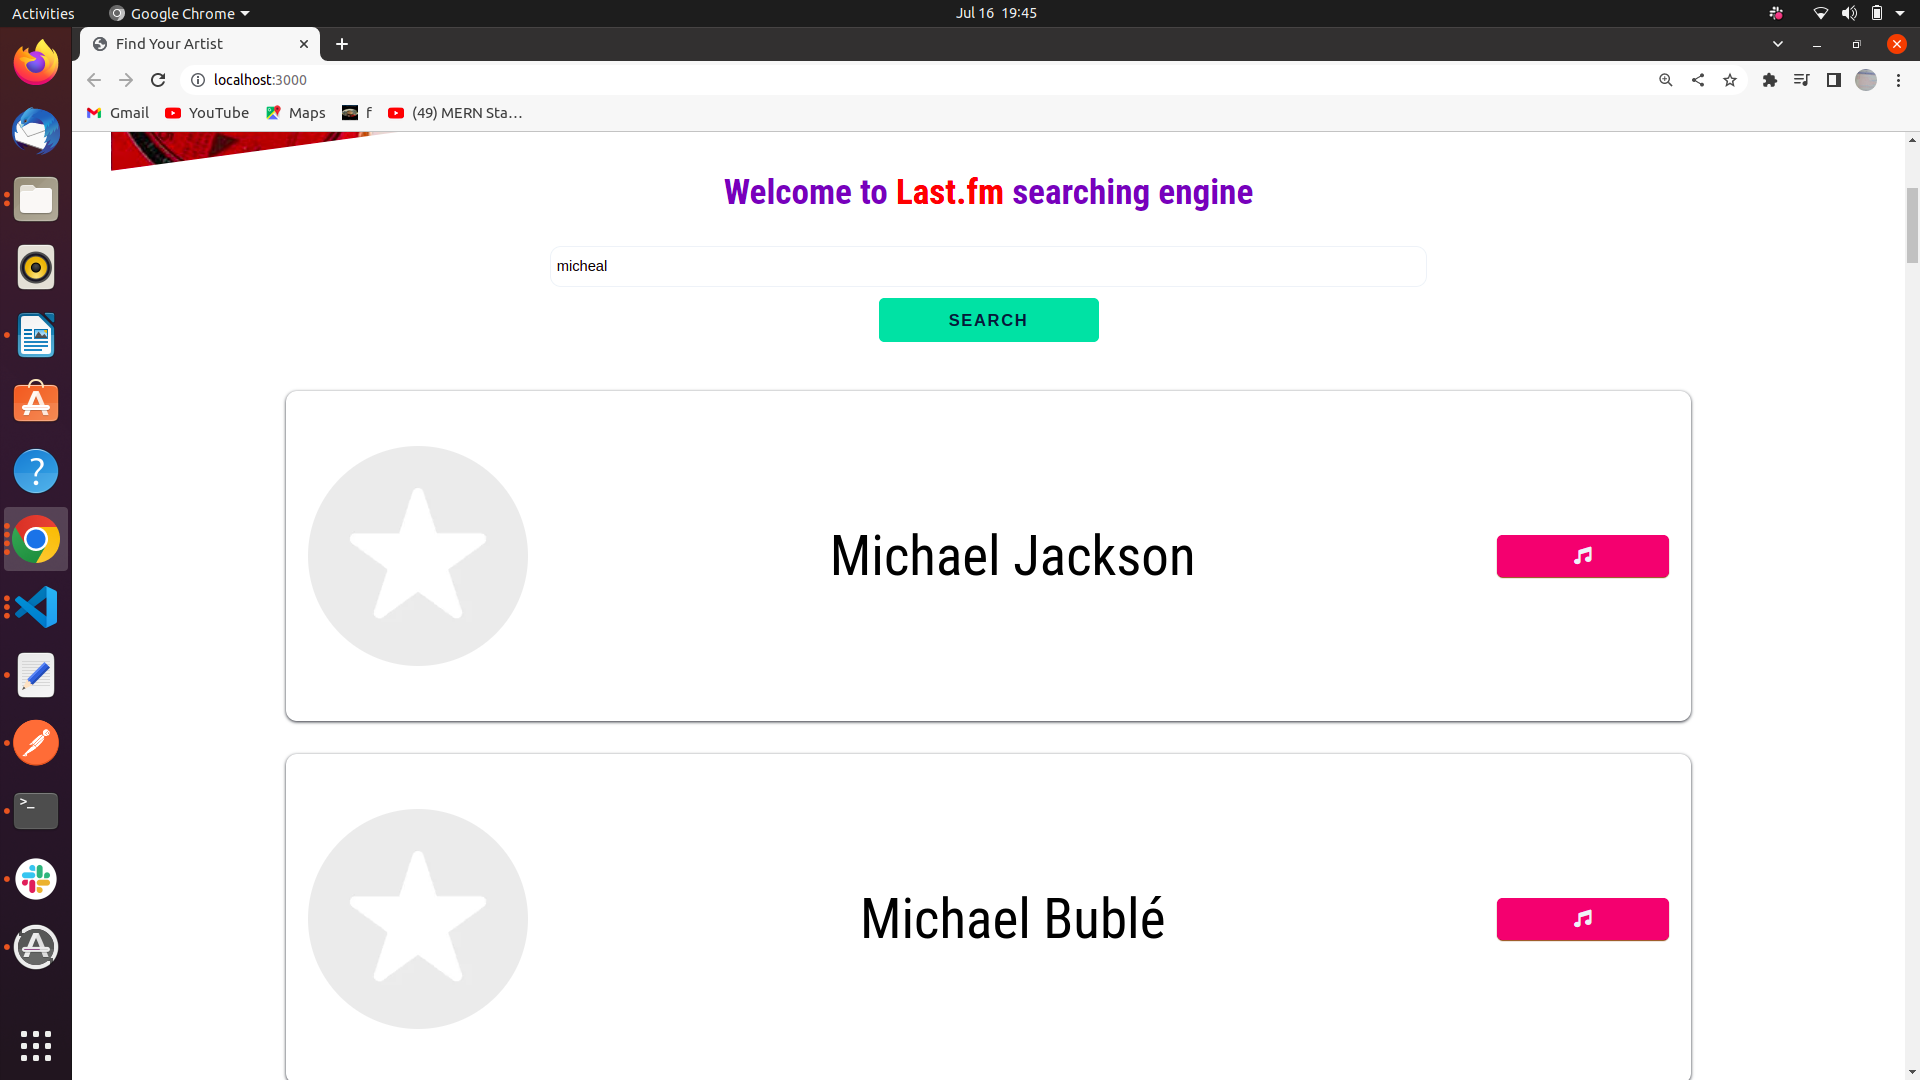 Activities
Google Chrome
Jul 16 19:45
Find Your Artist
localhost:3000
Gmail
YouTube
Maps
f
(49) MERN Sta…
Welcome to Last.fm searching engine
micheal
SEARCH
Michael Jackson
Michael Bublé